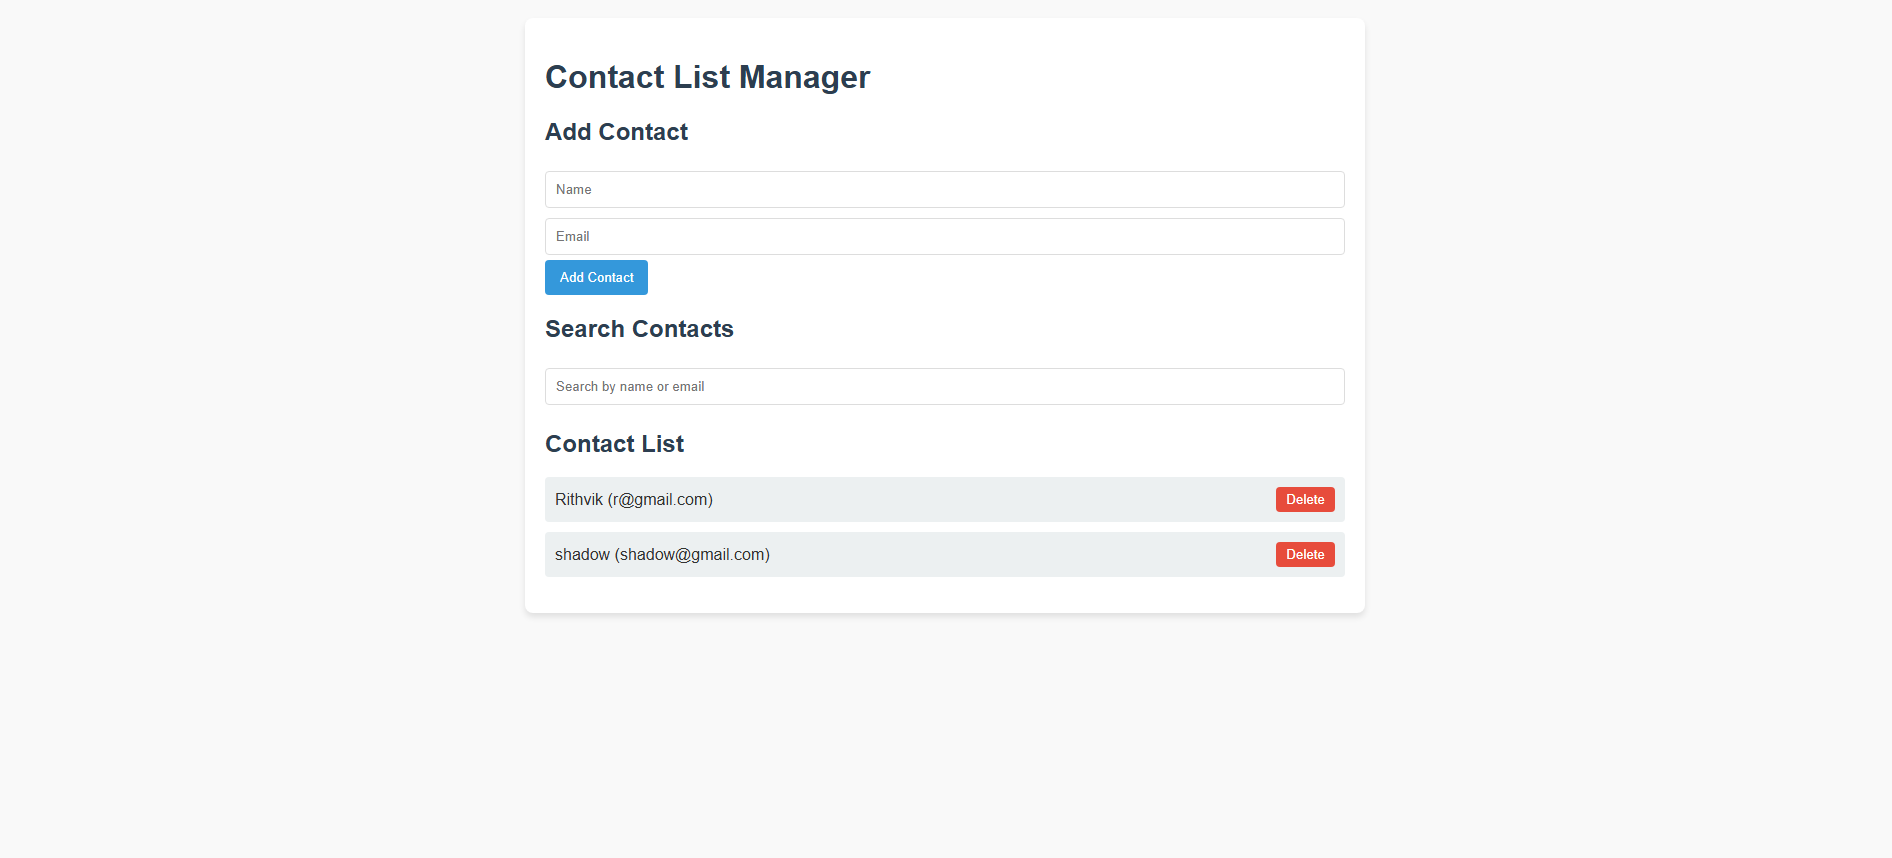 Contact List Manager
Add Contact
Name
Email
Add Contact
Search Contacts
Search by name or email
Contact List
Rithvik (r@gmail.com) Delete
shadow (shadow@gmail.com) Delete